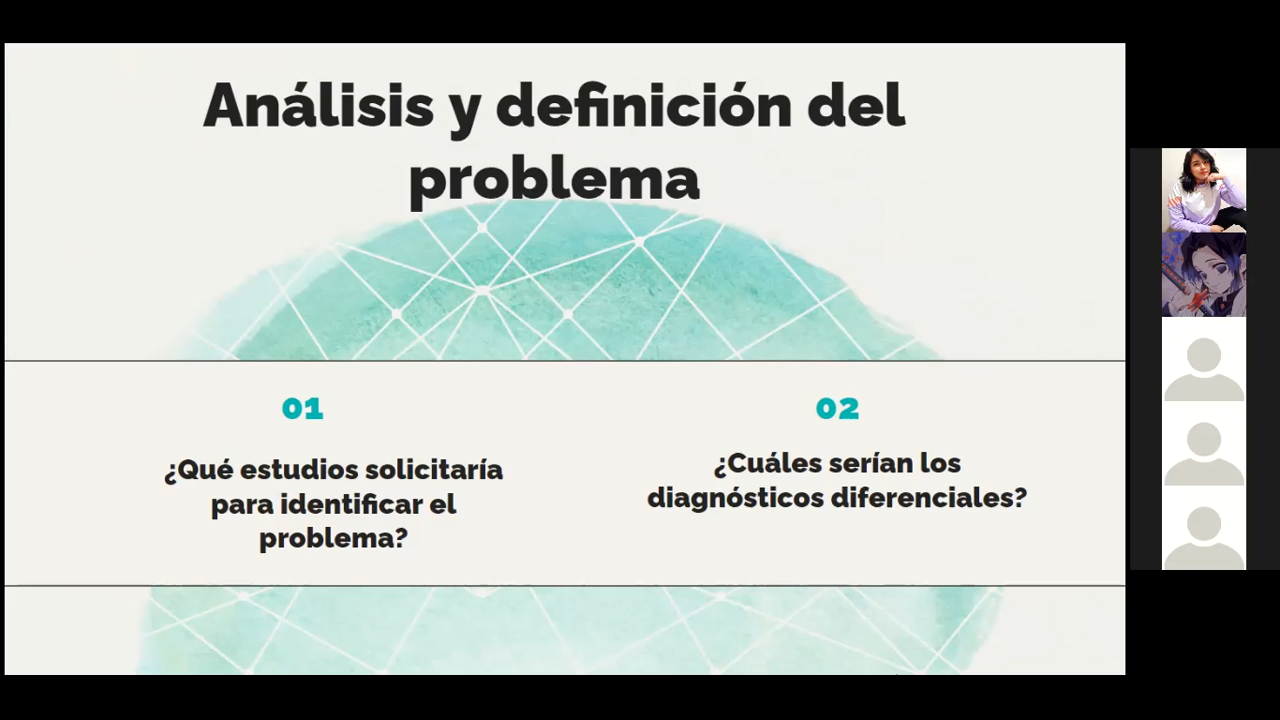 Análisis y definición del
problema
01
¿Qué estudios solicitaría
para identificar el
problema?
02
¿Cuáles serían los
diagnósticos diferenciales?